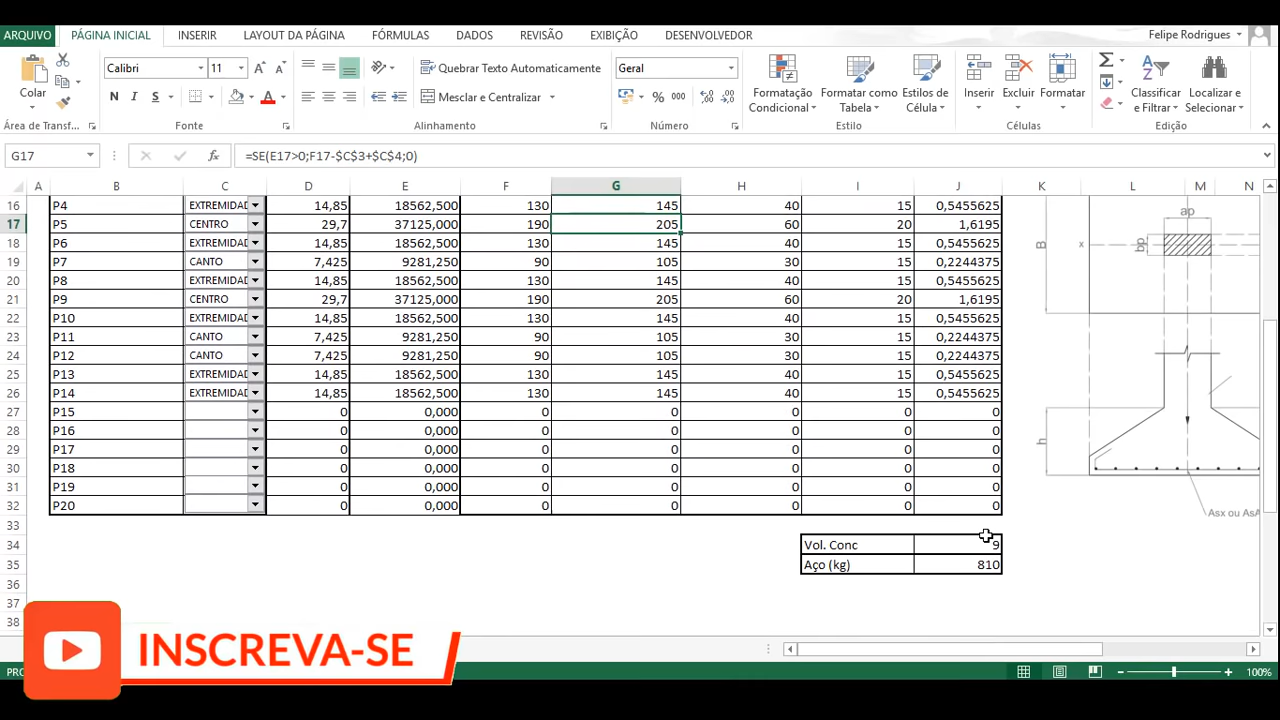 ARQUIVO PÁGINA INICIAL INSERIR LAYOUT DA PÁGINA FÓRMULAS DADOS REVISÃO EXIBIÇÃO DESENVOLVEDOR Felipe Rodrigues
Calibri 11 Quebrar Texto Automaticamente Geral
Colar N I S A Mesclar e Centralizar % 000 Formatação Condicional Formatar como Tabela Estilos de Célula Inserir Excluir Formatar Classificar e Filtrar Localizar e Selecionar
Área de Transf... Fonte Alinhamento Número Estilo Células Edição
G17 fx =SE(E17>0;F17-$C$3+$C$4;0)
A B C D E F G H I J K L M N
16 P4 EXTREMIDAD 14,85 18562,500 130 145 40 15 0,5455625
17 P5 CENTRO 29,7 37125,000 190 205 60 20 1,6195
18 P6 EXTREMIDAD 14,85 18562,500 130 145 40 15 0,5455625
19 P7 CANTO 7,425 9281,250 90 105 30 15 0,2244375
20 P8 EXTREMIDAD 14,85 18562,500 130 145 40 15 0,5455625
21 P9 CENTRO 29,7 37125,000 190 205 60 20 1,6195
22 P10 EXTREMIDAD 14,85 18562,500 130 145 40 15 0,5455625
23 P11 CANTO 7,425 9281,250 90 105 30 15 0,2244375
24 P12 CANTO 7,425 9281,250 90 105 30 15 0,2244375
25 P13 EXTREMIDAD 14,85 18562,500 130 145 40 15 0,5455625
26 P14 EXTREMIDAD 14,85 18562,500 130 145 40 15 0,5455625
27 P15 0 0,000 0 0 0 0 0
28 P16 0 0,000 0 0 0 0 0
29 P17 0 0,000 0 0 0 0 0
30 P18 0 0,000 0 0 0 0 0
31 P19 0 0,000 0 0 0 0 0
32 P20 0 0,000 0 0 0 0 0
33
34 Vol. Conc 9
35 Aço (kg) 810
36
37
38
ap
bp
B
x
h
Asx ou AsA
INSCREVA-SE
PRO
100%